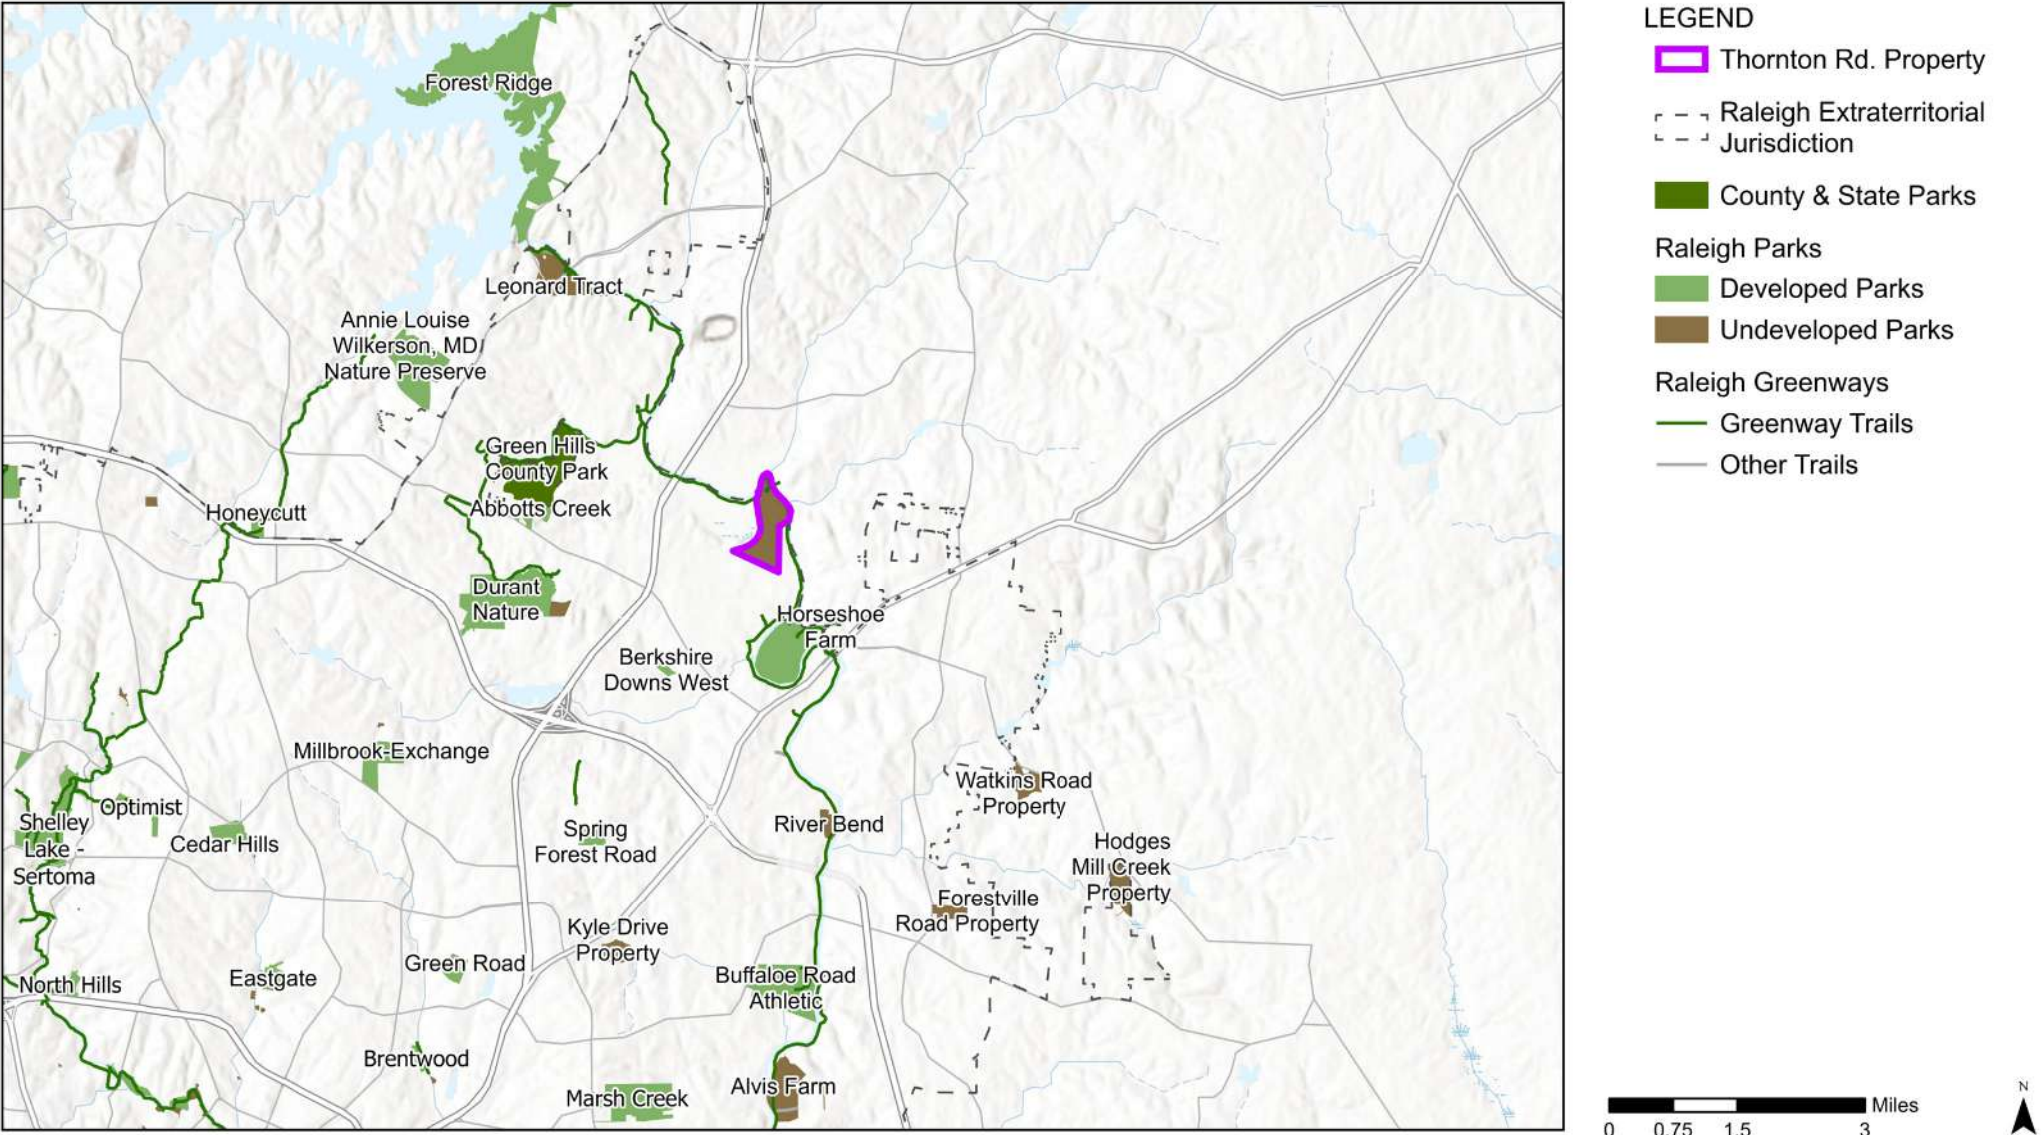 Forest Ridge
Leonard Tract
Annie Louise
Wilkerson, MD
Nature Preserve
Green Hills
County Park
Abbotts Creek
Honeycutt
Durant
Nature
Horseshoe
Farm
Berkshire
Downs West
Millbrook-Exchange
Watkins Road
Property
Optimist
Shelley
Lake -
Sertoma
Cedar Hills
Spring
Forest Road
River Bend
Hodges
Mill Creek
Property
Forestville
Road Property
Kyle Drive
Property
North Hills
Eastgate
Green Road
Buffaloe Road
Athletic
Brentwood
Marsh Creek
Alvis Farm
LEGEND
Thornton Rd. Property
Raleigh Extraterritorial
Jurisdiction
County & State Parks
Raleigh Parks
Developed Parks
Undeveloped Parks
Raleigh Greenways
Greenway Trails
Other Trails
Miles
0 0.75 1.5 3
N